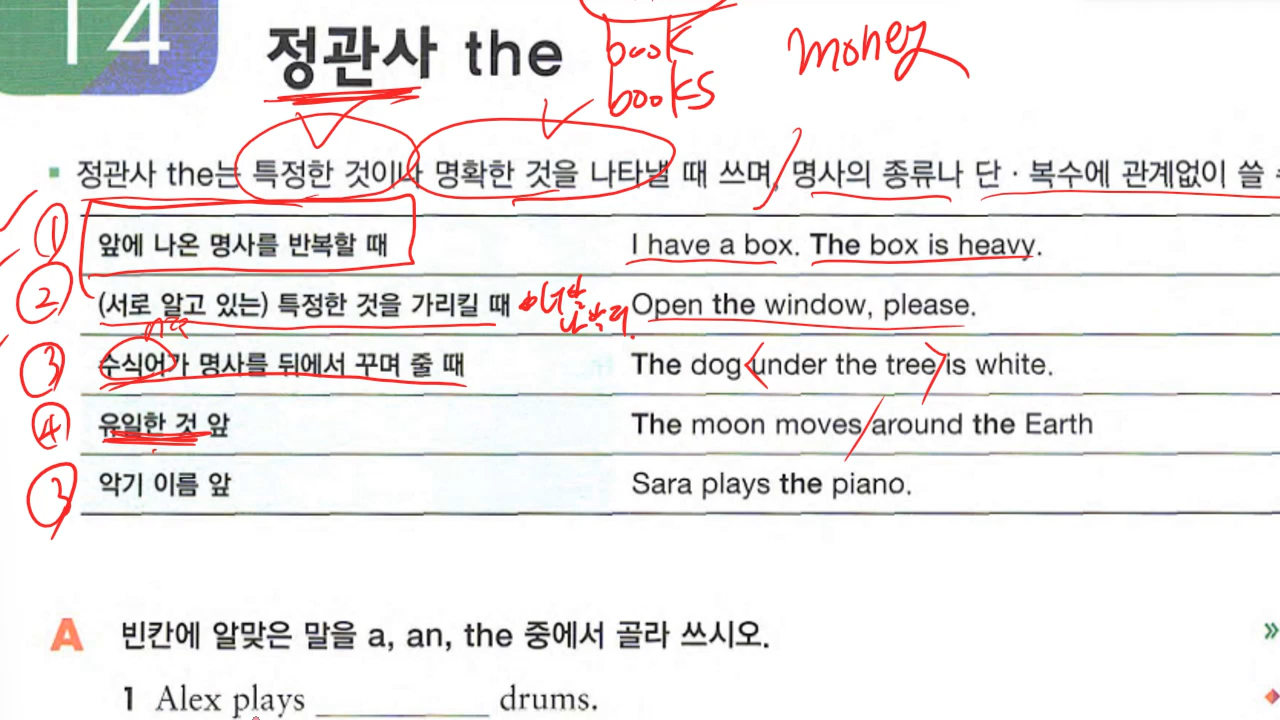 14
정관사 the
book
books
money
정관사 the는 특정한 것이나 명확한 것을 나타낼 때 쓰며, 명사의 종류나 단·복수에 관계없이 쓸
① 앞에 나온 명사를 반복할 때 I have a box. The box is heavy.
② (서로 알고 있는) 특정한 것을 가리킬 때 Open the window, please.
③ 수식어가 명사를 뒤에서 꾸며 줄 때 The dog under the tree is white.
④ 유일한 것 앞 The moon moves around the Earth
악기 이름 앞 Sara plays the piano.
A 빈칸에 알맞은 말을 a, an, the 중에서 골라 쓰시오.
1 Alex plays ________ drums.